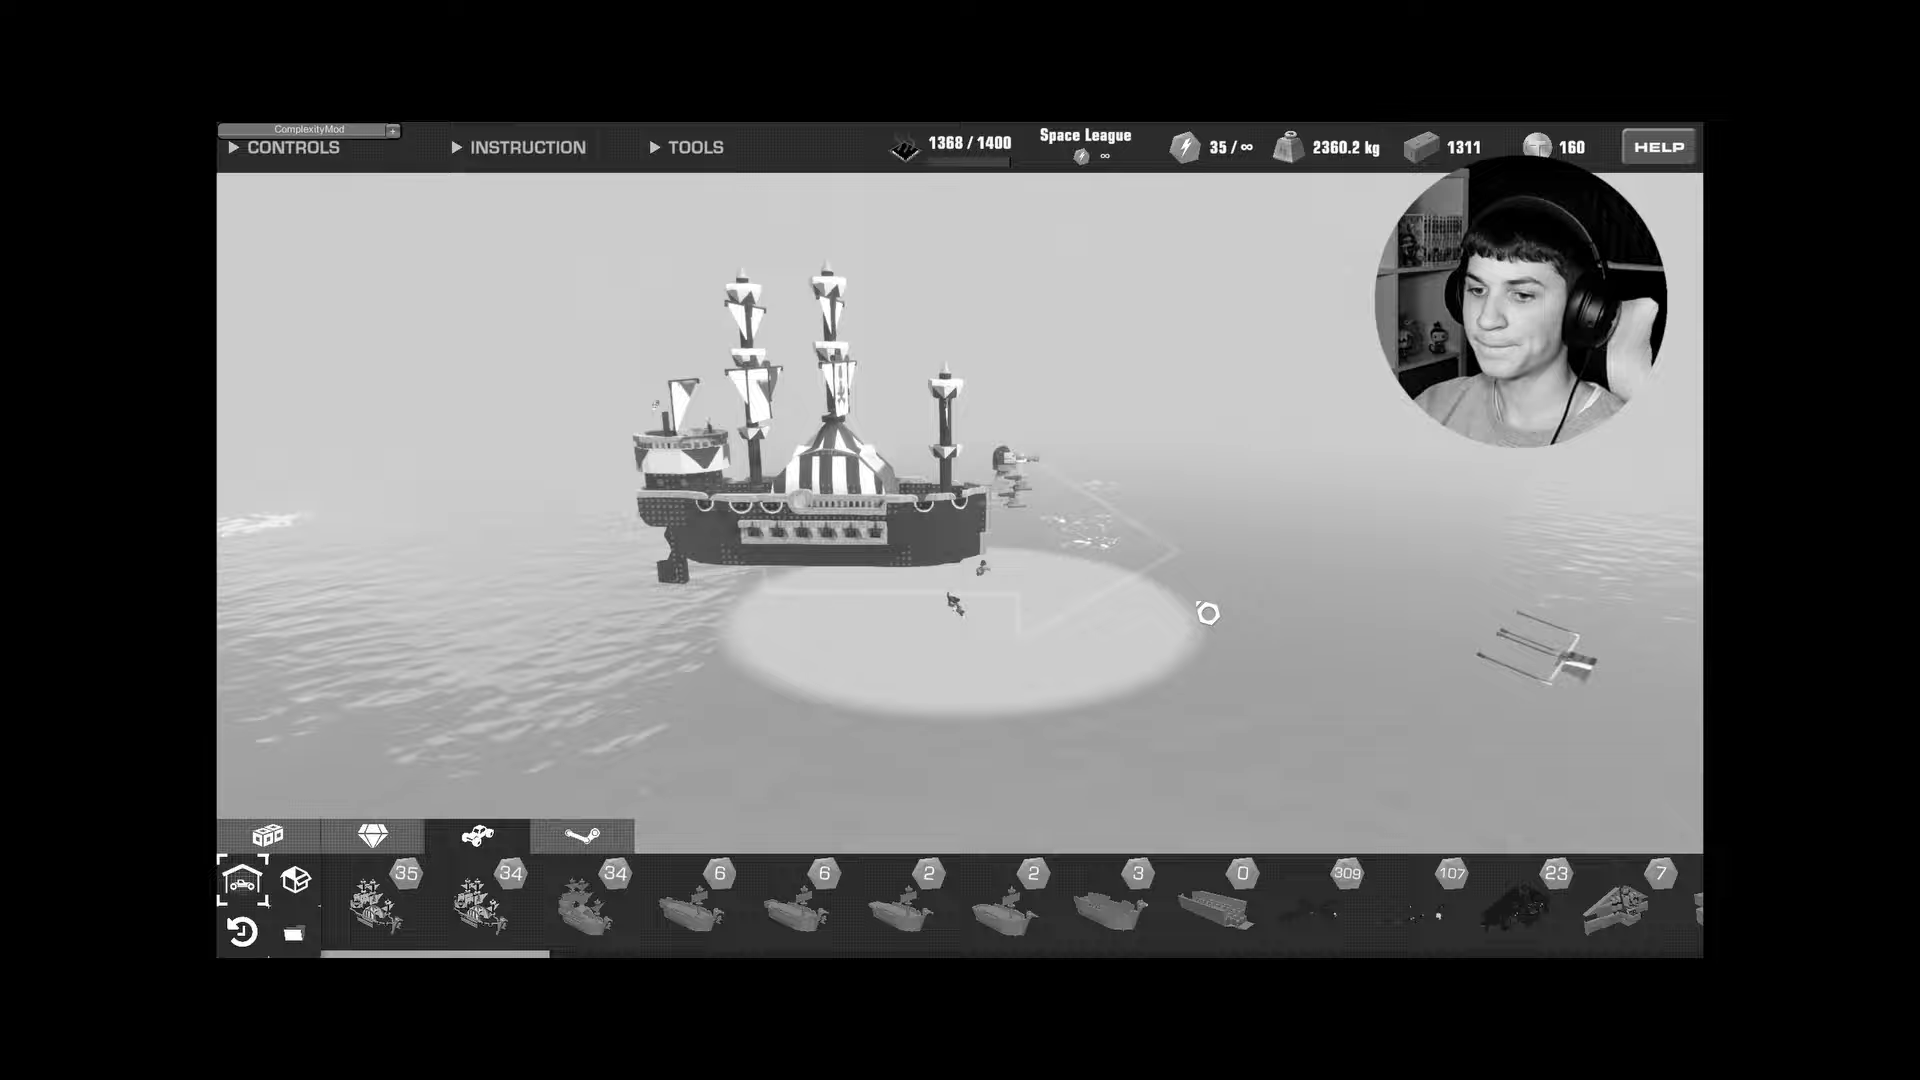 ComplexityMod +
CONTROLS
INSTRUCTION
TOOLS
1368 / 1400
Space League
∞
35 / ∞
2360.2 kg
1311
160
HELP
35
34
34
6
6
2
2
3
0
309
107
23
7